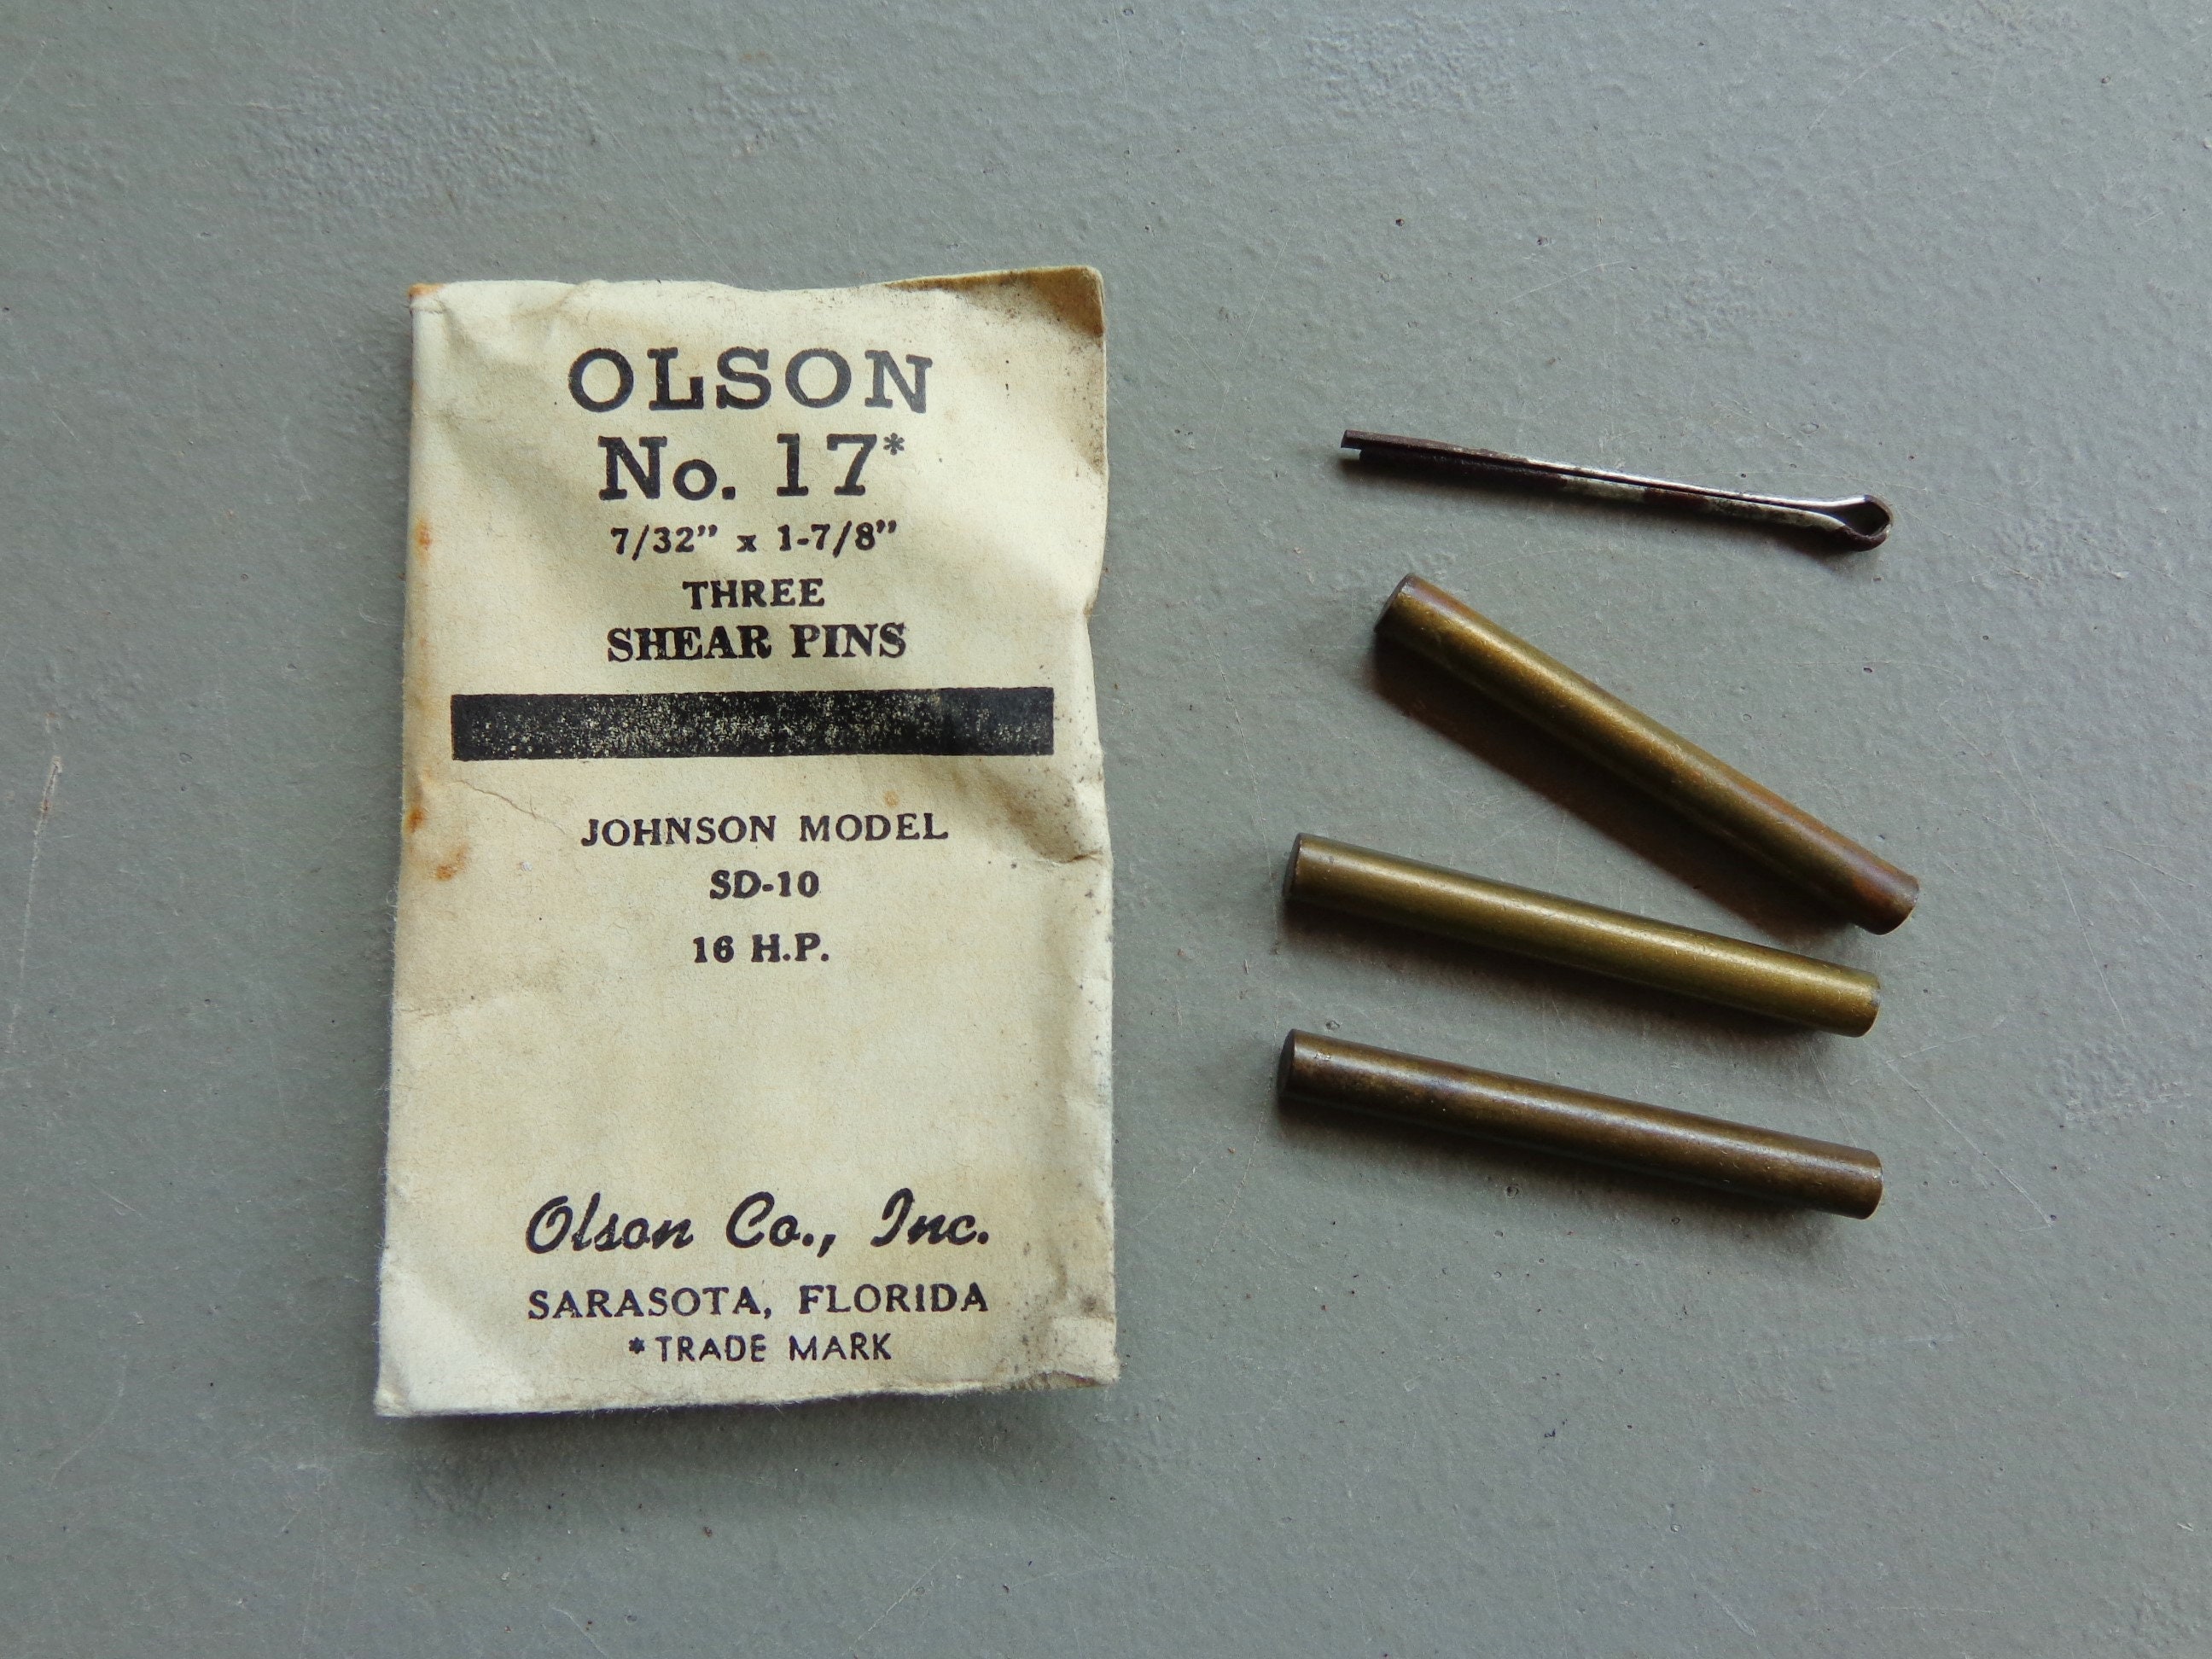 OLSON
No. 17*
7/32" x 1-7/8"
THREE
SHEAR PINS
JOHNSON MODEL
SD-10
16 H.P.
Olson Co., Inc.
SARASOTA, FLORIDA
*TRADE MARK